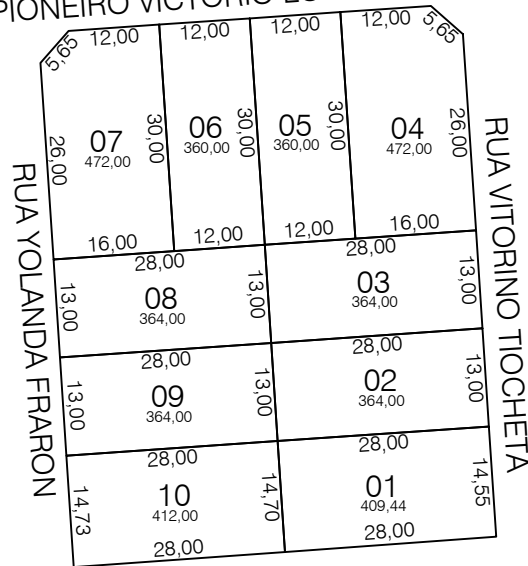 PIONEIRO VICTORIO
5,65 12,00 12,00 12,00 12,00 5,65
26,00 07 472,00 30,00 06 360,00 30,00 05 360,00 30,00 04 472,00 26,00
16,00 12,00 12,00 16,00
28,00 28,00
13,00 08 364,00 13,00 03 364,00 13,00
28,00 28,00
13,00 09 364,00 13,00 02 364,00 13,00
28,00 28,00
14,73 10 412,00 14,70 01 409,44 14,55
28,00 28,00
RUA YOLANDA FRARON
RUA VITORINO TIOCHETA